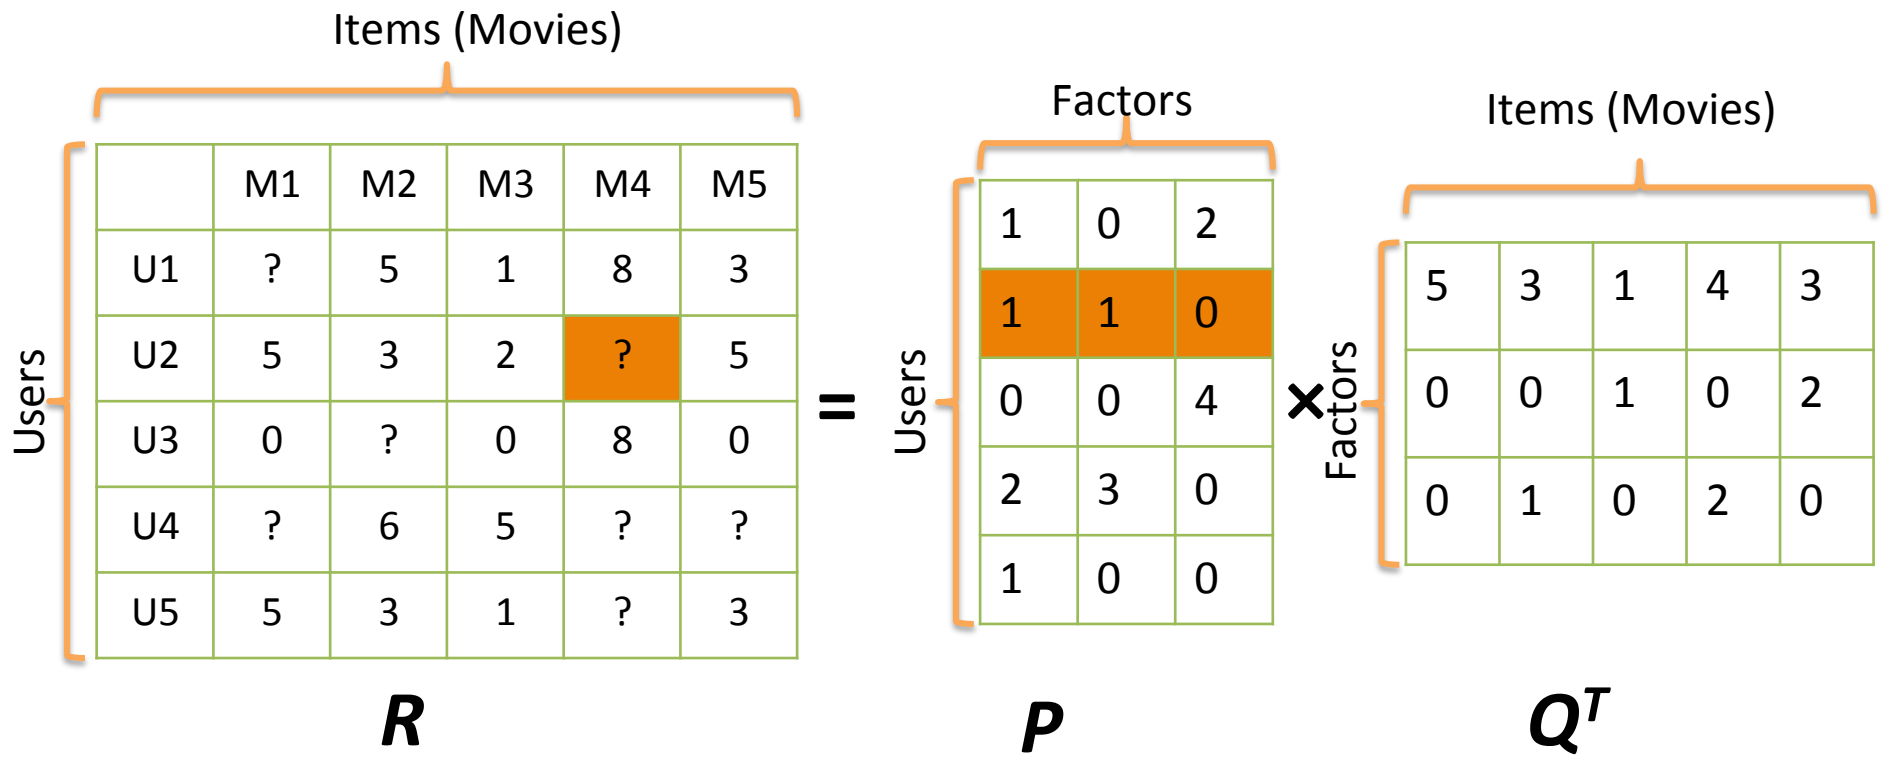 Items (Movies)
Factors
Items (Movies)
Users
M1 M2 M3 M4 M5
U1 ? 5 1 8 3
U2 5 3 2 ? 5
U3 0 ? 0 8 0
U4 ? 6 5 ? ?
U5 5 3 1 ? 3
R
=
Users
1 0 2
1 1 0
0 0 4
2 3 0
1 0 0
P
×
Factors
5 3 1 4 3
0 0 1 0 2
0 1 0 2 0
Qᵀ